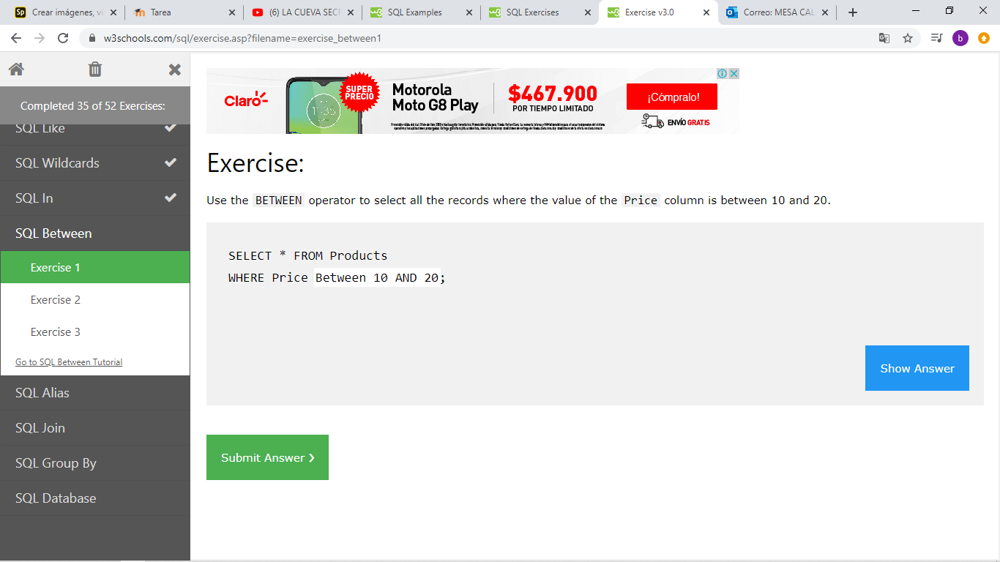 Crear imágenes, ví
Tarea
(6) LA CUEVA SECR
SQL Examples
SQL Exercises
Exercise v3.0
Correo: MESA CAL
w3schools.com/sql/exercise.asp?filename=exercise_between1
b
Completed 35 of 52 Exercises:
SQL Like
SQL Wildcards
SQL In
SQL Between
Exercise 1
Exercise 2
Exercise 3
Go to SQL Between Tutorial
SQL Alias
SQL Join
SQL Group By
SQL Database
Claro
SUPER
PRECIO
Motorola
Moto G8 Play
$467.900
POR TIEMPO LIMITADO
¡Cómpralo!
ENVÍO GRATIS
Exercise:
Use the BETWEEN operator to select all the records where the value of the Price column is between 10 and 20.
SELECT * FROM Products
WHERE Price Between 10 AND 20;
Show Answer
Submit Answer ❯